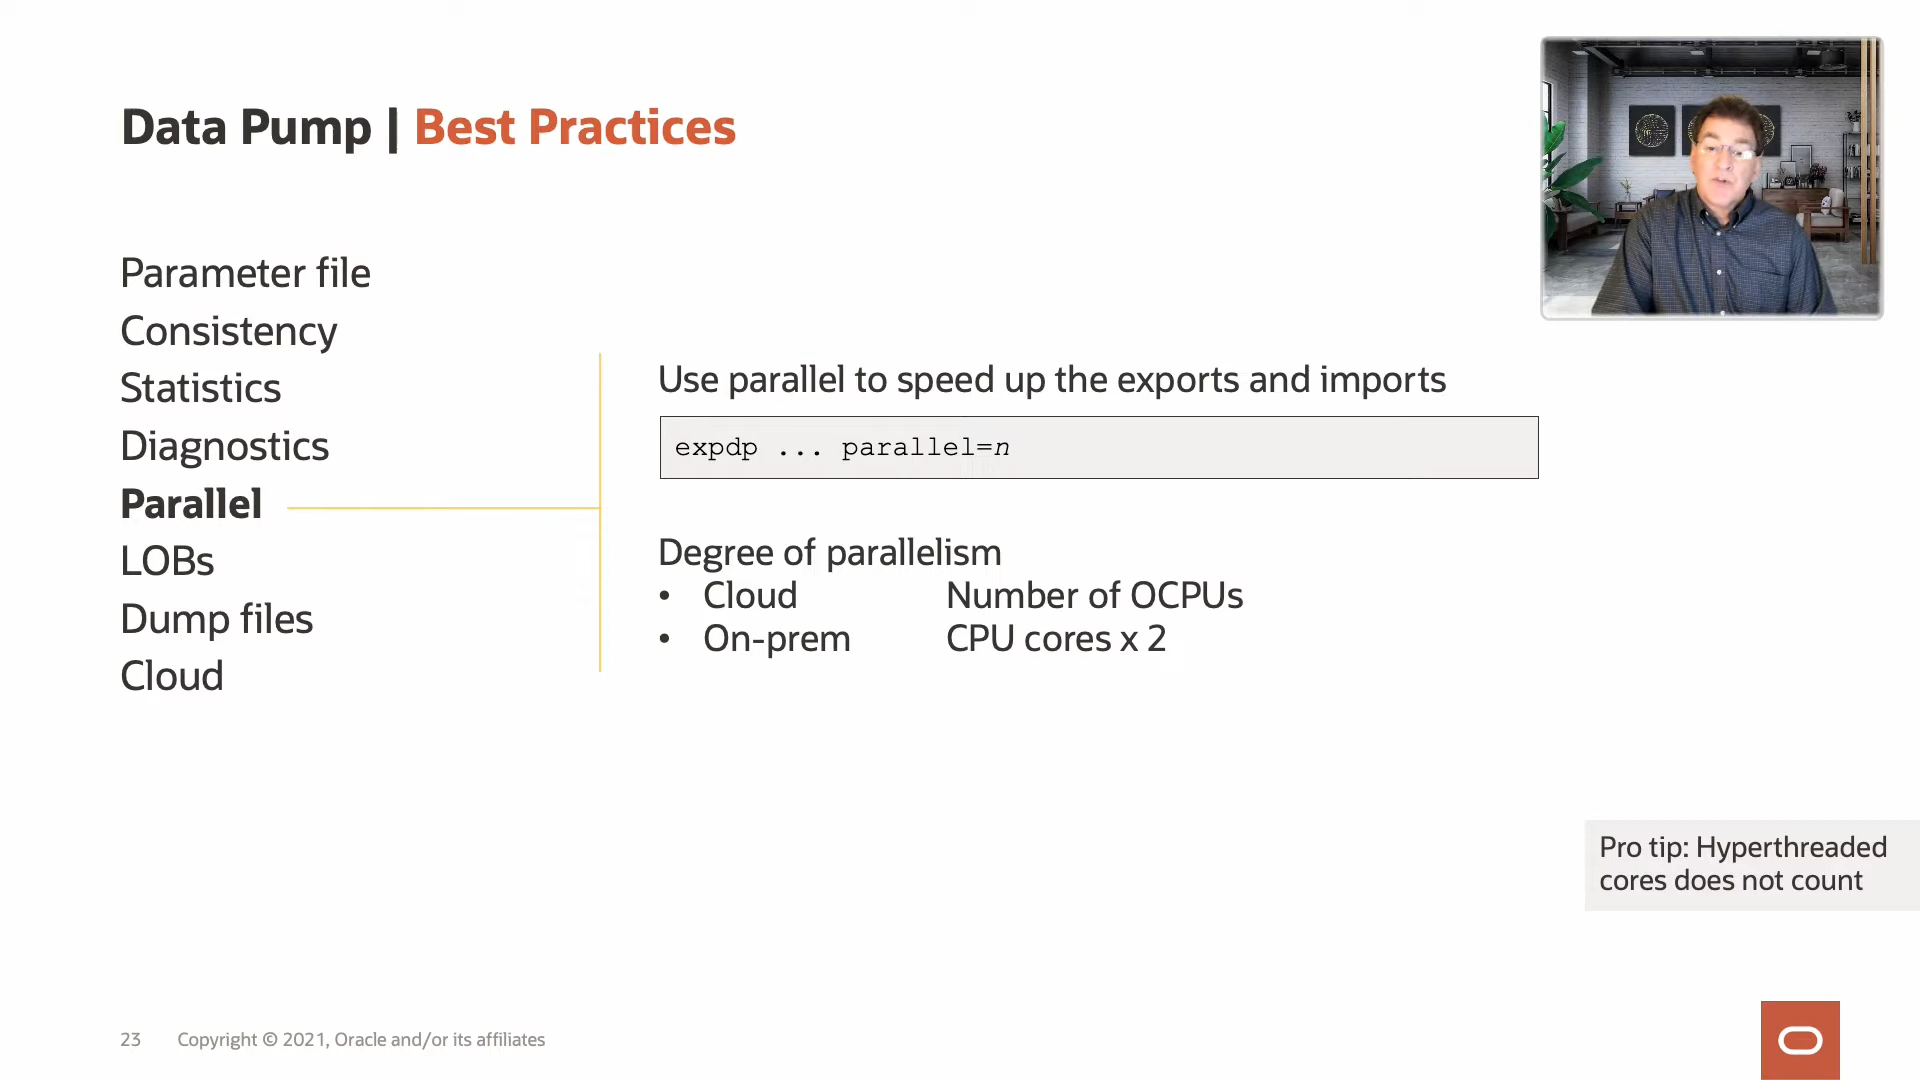 Data Pump | Best Practices
Parameter file
Consistency
Statistics
Diagnostics
Parallel
LOBs
Dump files
Cloud
Use parallel to speed up the exports and imports
expdp ... parallel=n
Degree of parallelism
• Cloud Number of OCPUs
• On-prem CPU cores x 2
Pro tip: Hyperthreaded
cores does not count
23 Copyright © 2021, Oracle and/or its affiliates